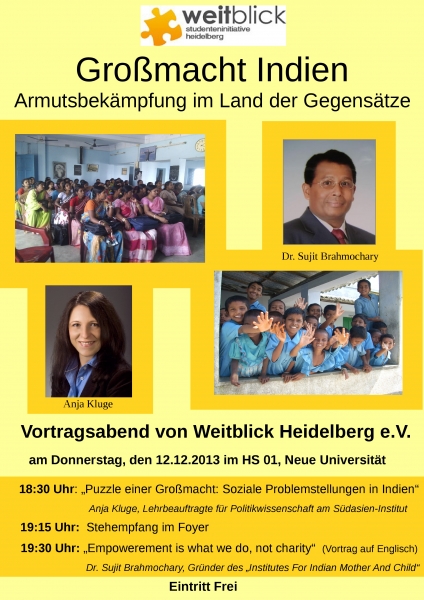 weitblick
studenteninitiative
heidelberg
Großmacht Indien
Armutsbekämpfung im Land der Gegensätze
Dr. Sujit Brahmochary
Anja Kluge
Vortragsabend von Weitblick Heidelberg e.V.
am Donnerstag, den 12.12.2013 im HS 01, Neue Universität
18:30 Uhr: „Puzzle einer Großmacht: Soziale Problemstellungen in Indien“
Anja Kluge, Lehrbeauftragte für Politikwissenschaft am Südasien-Institut
19:15 Uhr: Stehempfang im Foyer
19:30 Uhr: „Empowerement is what we do, not charity“ (Vortrag auf Englisch)
Dr. Sujit Brahmochary, Gründer des „Institutes For Indian Mother And Child“
Eintritt Frei